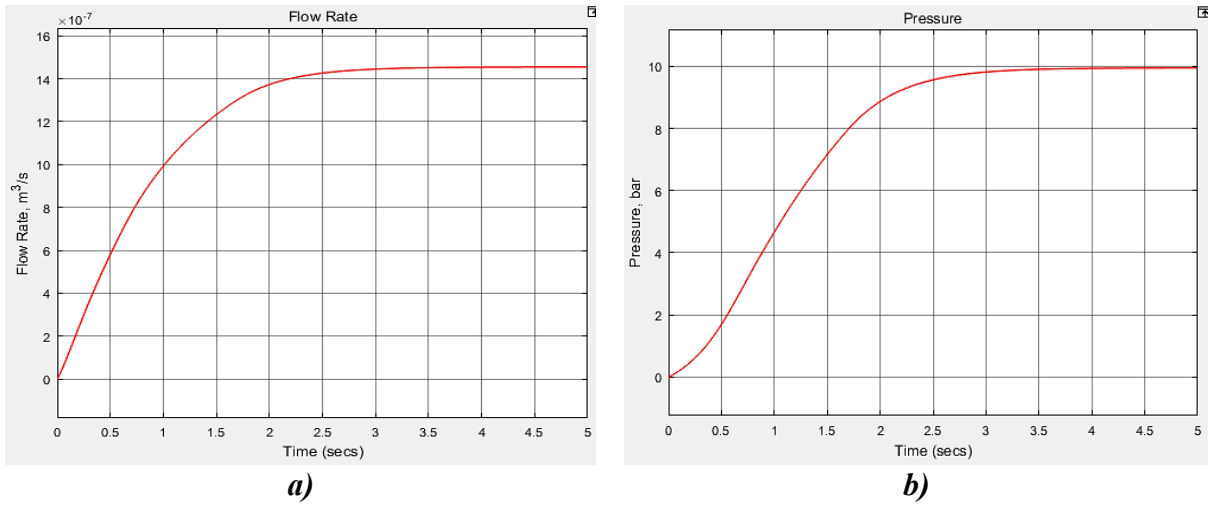 Flow Rate
×10⁻⁷
16
14
12
10
8
6
4
2
0
Flow Rate, m³/s
0 0.5 1 1.5 2 2.5 3 3.5 4 4.5 5
Time (secs)
a)
Pressure
10
8
6
4
2
0
Pressure, bar
0 0.5 1 1.5 2 2.5 3 3.5 4 4.5 5
Time (secs)
b)